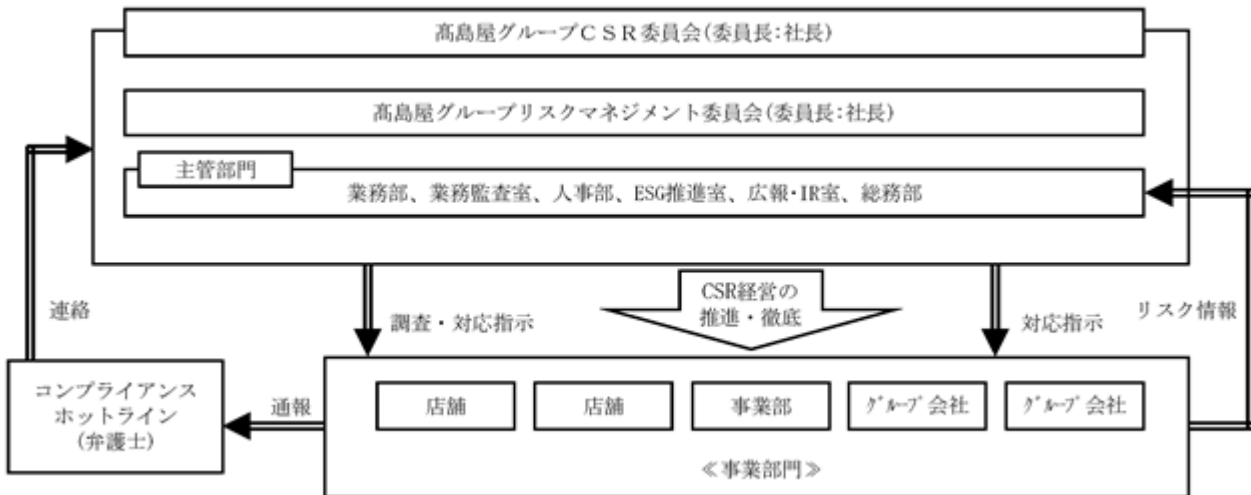 髙島屋グループＣＳＲ委員会(委員長:社長)
髙島屋グループリスクマネジメント委員会(委員長:社長)
主管部門
業務部、業務監査室、人事部、ESG推進室、広報・IR室、総務部
連絡
調査・対応指示
CSR経営の
推進・徹底
対応指示
リスク情報
コンプライアンス
ホットライン
(弁護士)
通報
店舗
店舗
事業部
ｸﾞﾙｰﾌﾟ会社
ｸﾞﾙｰﾌﾟ会社
≪事業部門≫